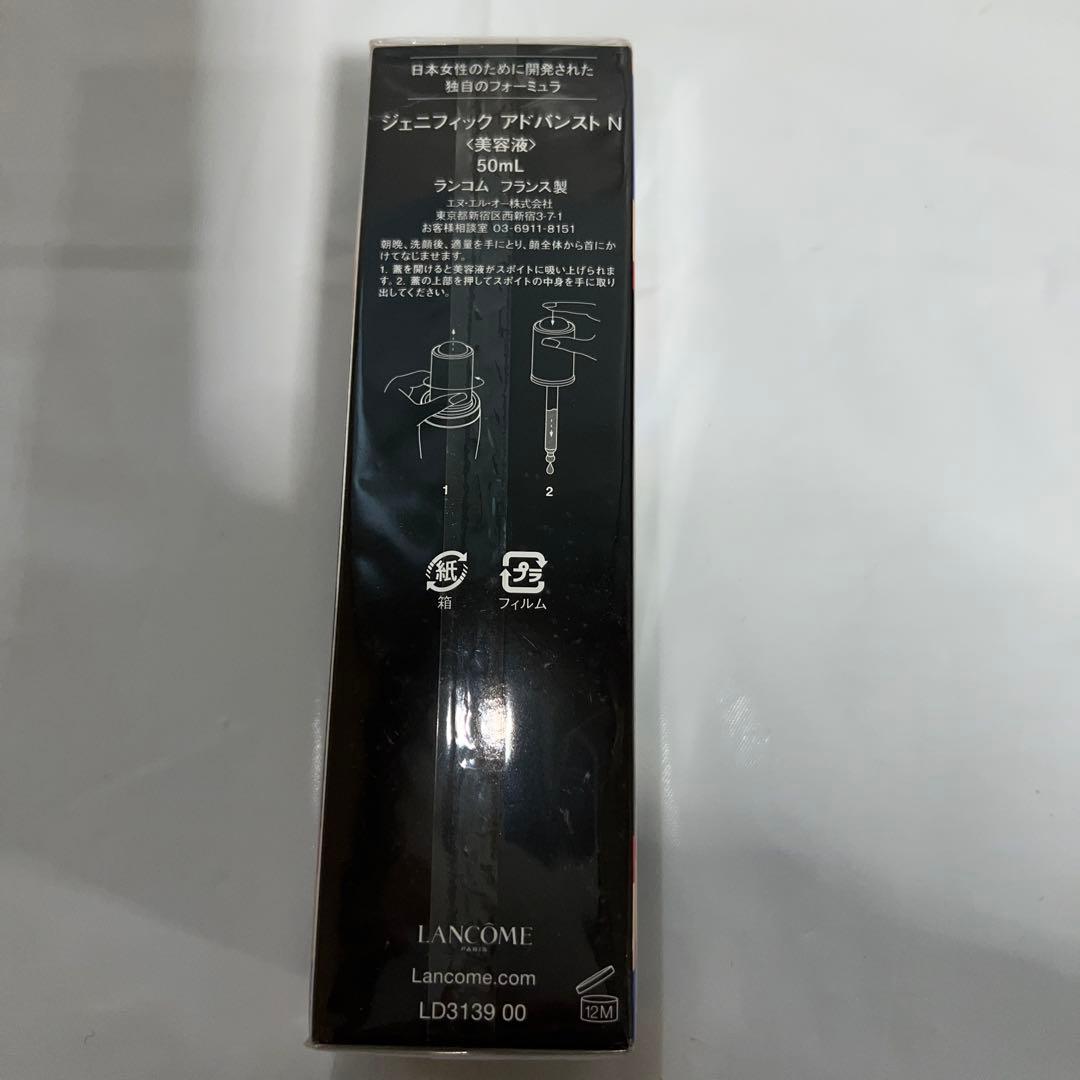 日本女性のために開発された
独自のフォーミュラ
ジェニフィック アドバンスト N
〈美容液〉
50mL
ランコム フランス製
エヌ・エル・オー株式会社
東京都新宿区西新宿3-7-1
お客様相談室 03-6911-8151
朝晩、洗顔後、適量を手にとり、顔全体から首にか
けてなじませます。
1. 蓋を開けると美容液がスポイトに吸い上げられま
す。2. 蓋の上部を押してスポイトの中身を手に取り
出してください。
1 2
紙 プラ
箱 フィルム
LANCÔME
PARIS
Lancome.com
LD3139 00
12M